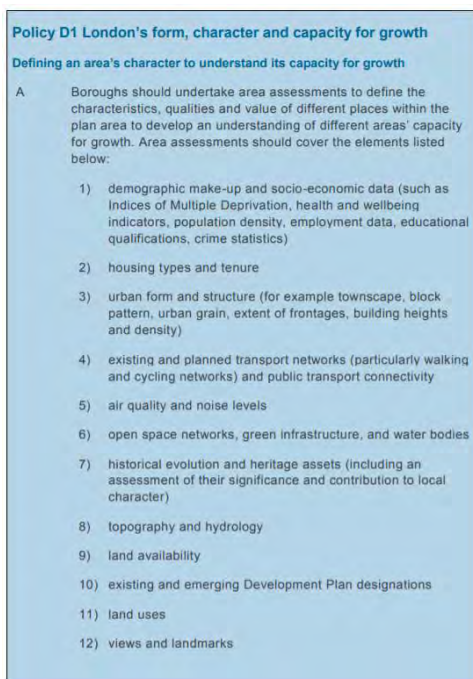 Policy D1 London's form, character and capacity for growth
Defining an area's character to understand its capacity for growth
A Boroughs should undertake area assessments to define the
characteristics, qualities and value of different places within the
plan area to develop an understanding of different areas' capacity
for growth. Area assessments should cover the elements listed
below:
1) demographic make-up and socio-economic data (such as
Indices of Multiple Deprivation, health and wellbeing
indicators, population density, employment data, educational
qualifications, crime statistics)
2) housing types and tenure
3) urban form and structure (for example townscape, block
pattern, urban grain, extent of frontages, building heights
and density)
4) existing and planned transport networks (particularly walking
and cycling networks) and public transport connectivity
5) air quality and noise levels
6) open space networks, green infrastructure, and water bodies
7) historical evolution and heritage assets (including an
assessment of their significance and contribution to local
character)
8) topography and hydrology
9) land availability
10) existing and emerging Development Plan designations
11) land uses
12) views and landmarks